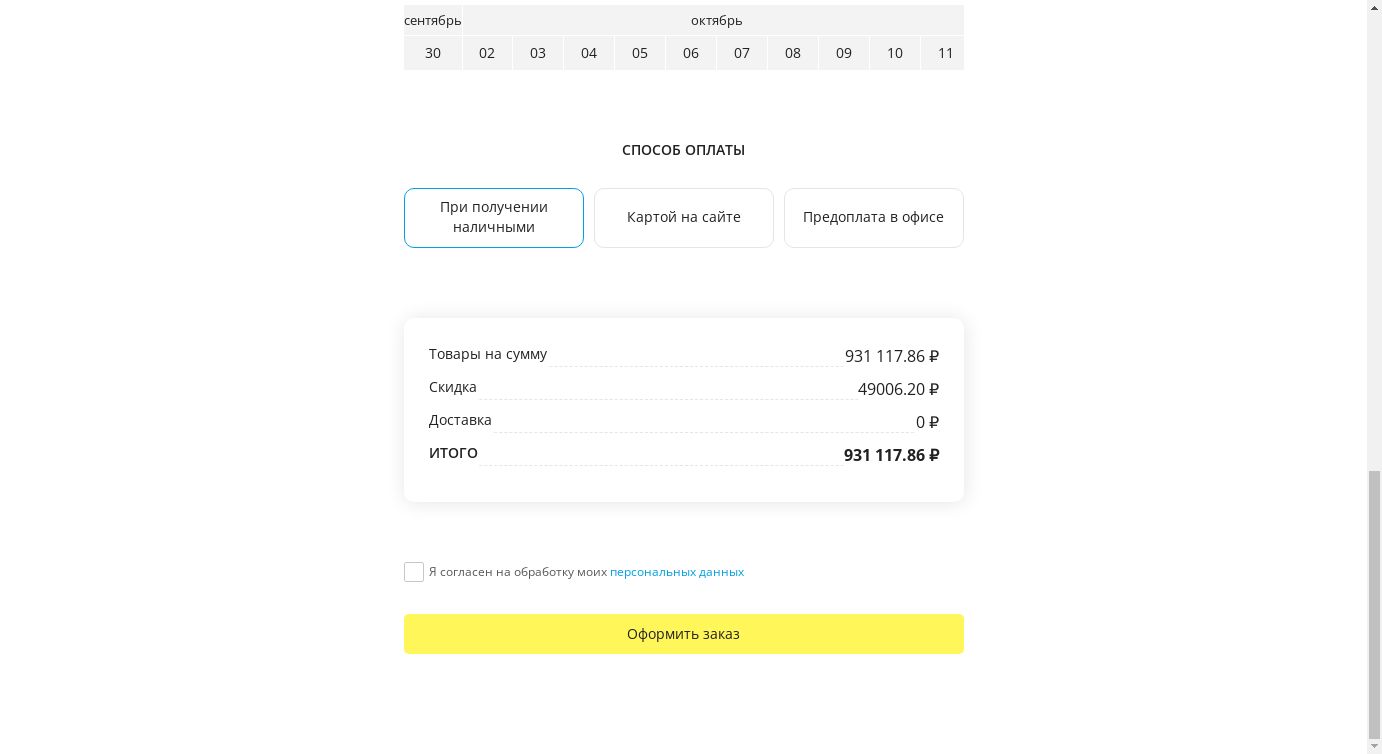 сентябрь октябрь
30 02 03 04 05 06 07 08 09 10 11
СПОСОБ ОПЛАТЫ
При получении
наличными
Картой на сайте
Предоплата в офисе
Товары на сумму 931 117.86 ₽
Скидка 49006.20 ₽
Доставка 0 ₽
ИТОГО 931 117.86 ₽
Я согласен на обработку моих персональных данных
Оформить заказ